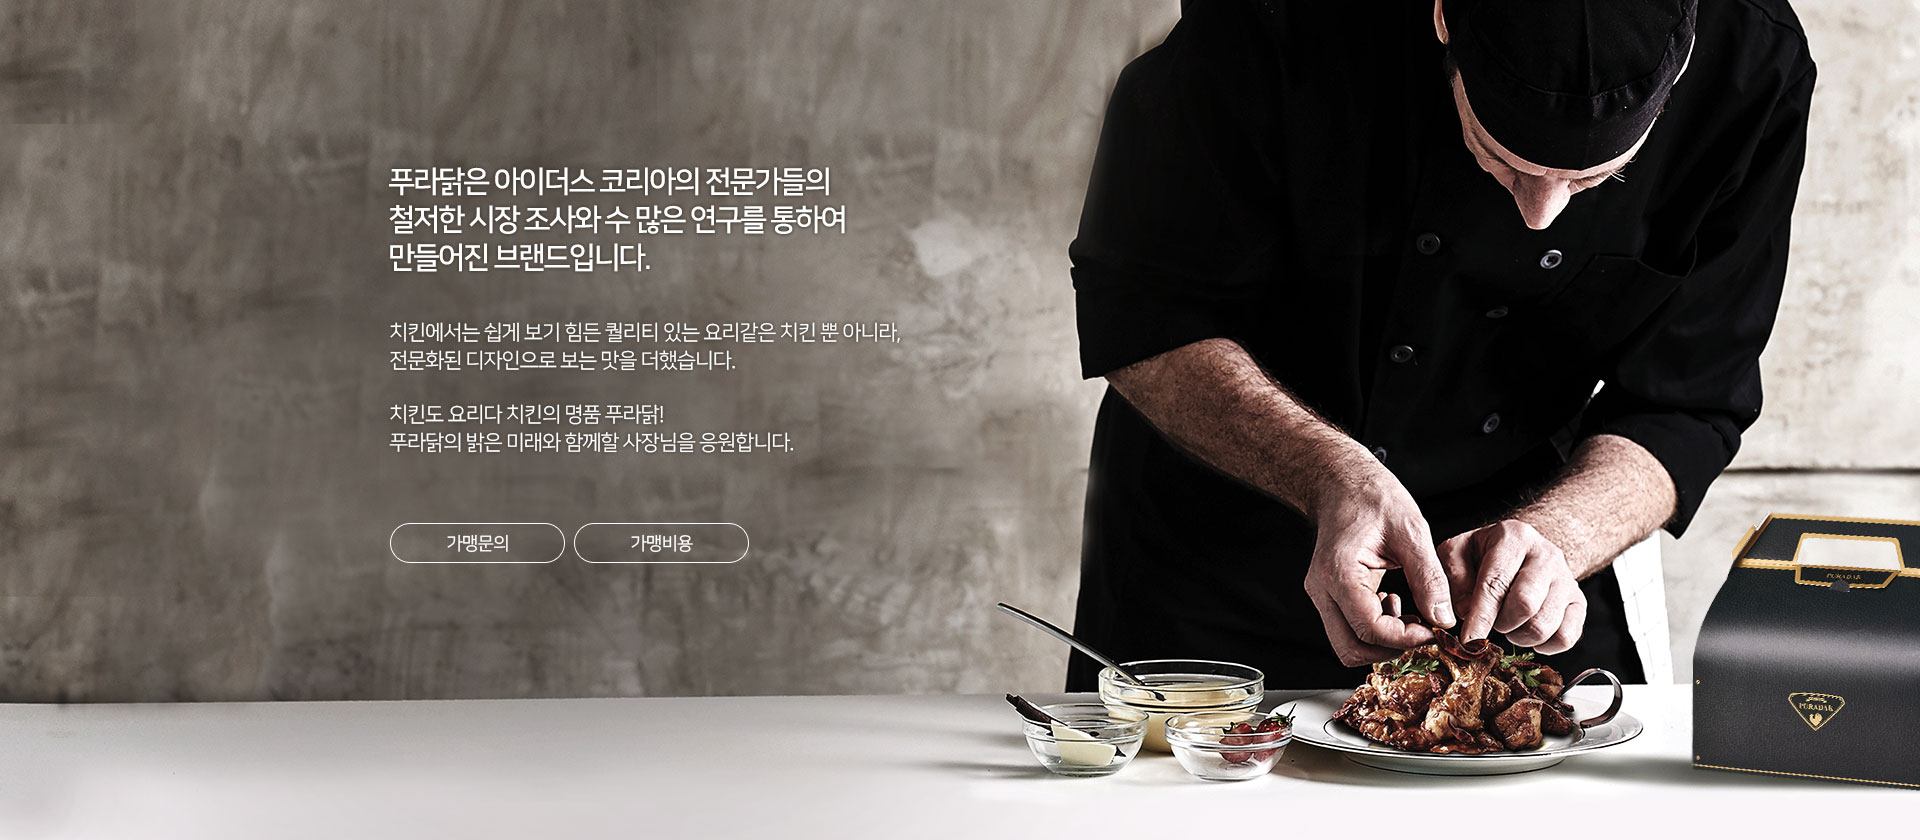 푸라닭은 아이더스 코리아의 전문가들의
철저한 시장 조사와 수 많은 연구를 통하여
만들어진 브랜드입니다.
치킨에서는 쉽게 보기 힘든 퀄리티 있는 요리같은 치킨 뿐 아니라,
전문화된 디자인으로 보는 맛을 더했습니다.
치킨도 요리다 치킨의 명품 푸라닭!
푸라닭의 밝은 미래와 함께할 사장님을 응원합니다.
가맹문의
가맹비용
PURADAK
PURADAK